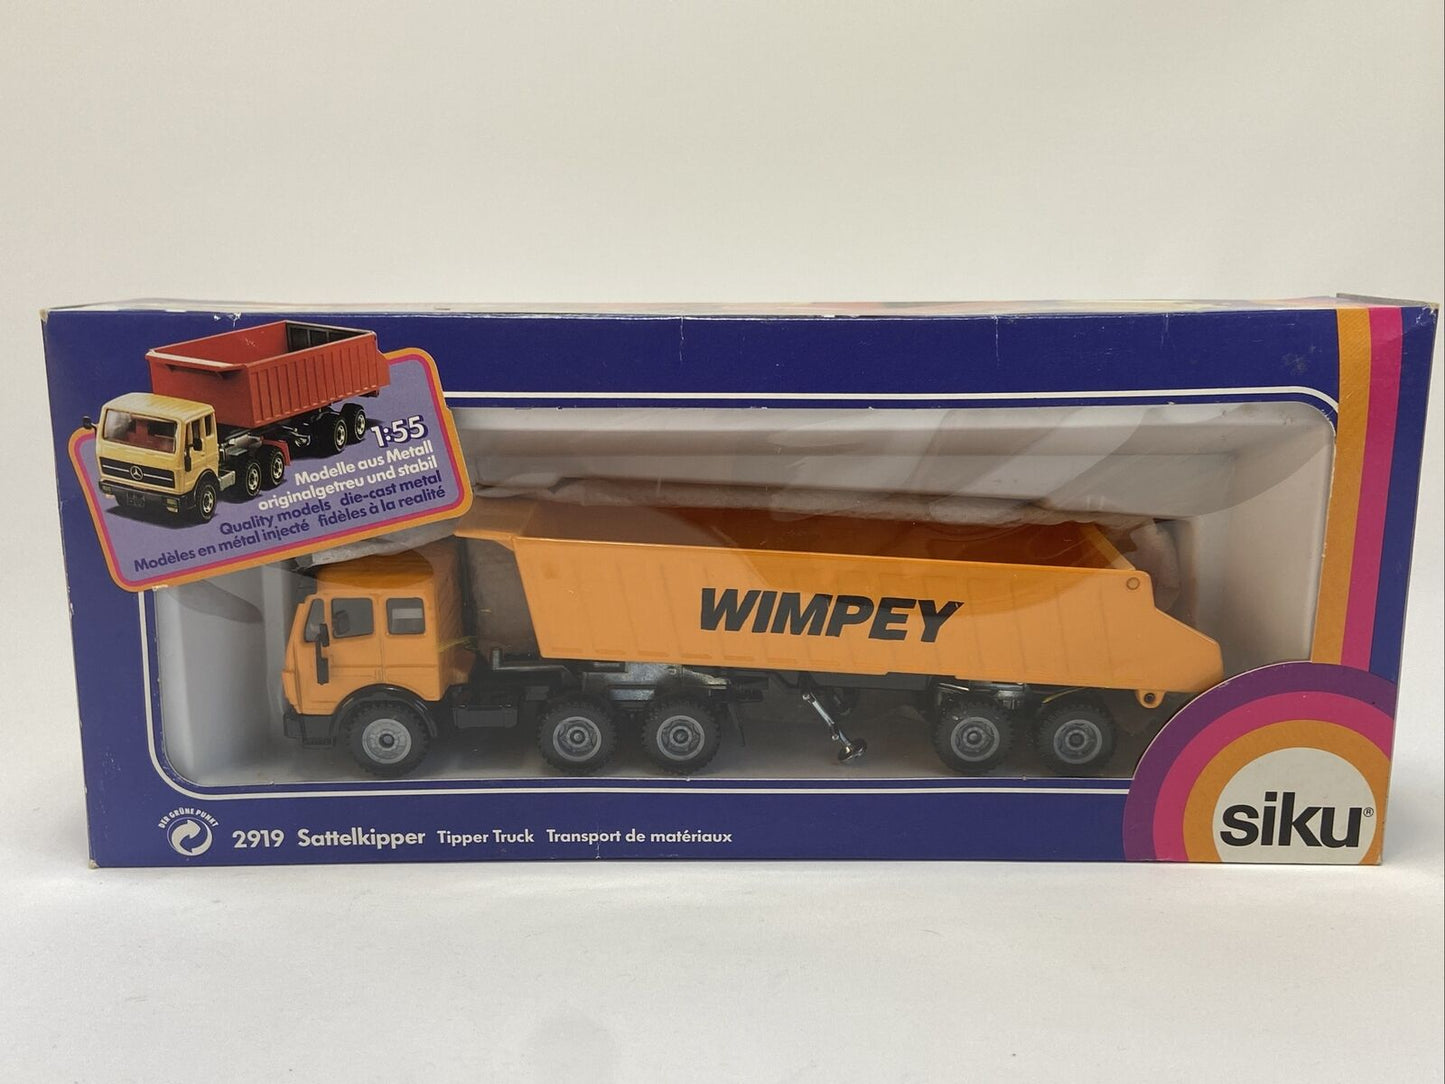 1:55
Modelle aus Metall
originalgetreu und stabil
Quality models die-cast metal
Modèles en métal injecté fidèles à la realité
WIMPEY
DER GRÜNE PUNKT
2919 Sattelkipper Tipper Truck Transport de matériaux
siku®